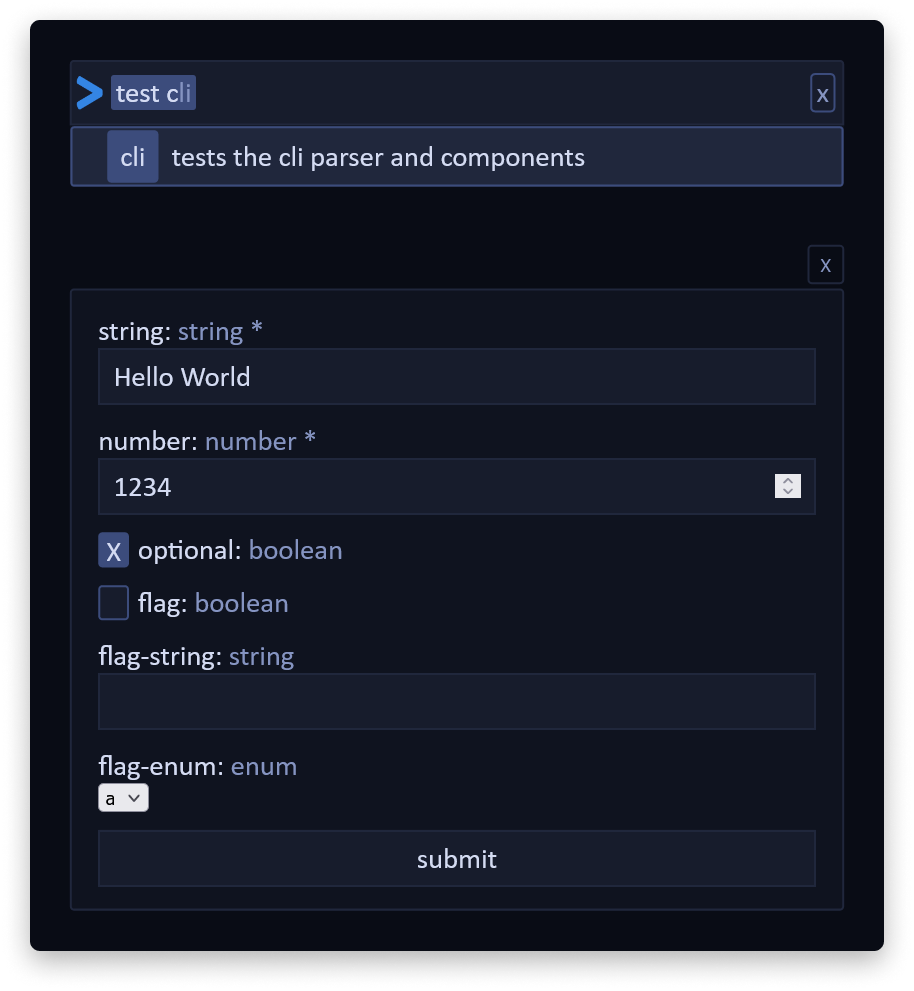 test cli
x
cli tests the cli parser and components
x
string: string *
Hello World
number: number *
1234
X optional: boolean
flag: boolean
flag-string: string
flag-enum: enum
a
submit